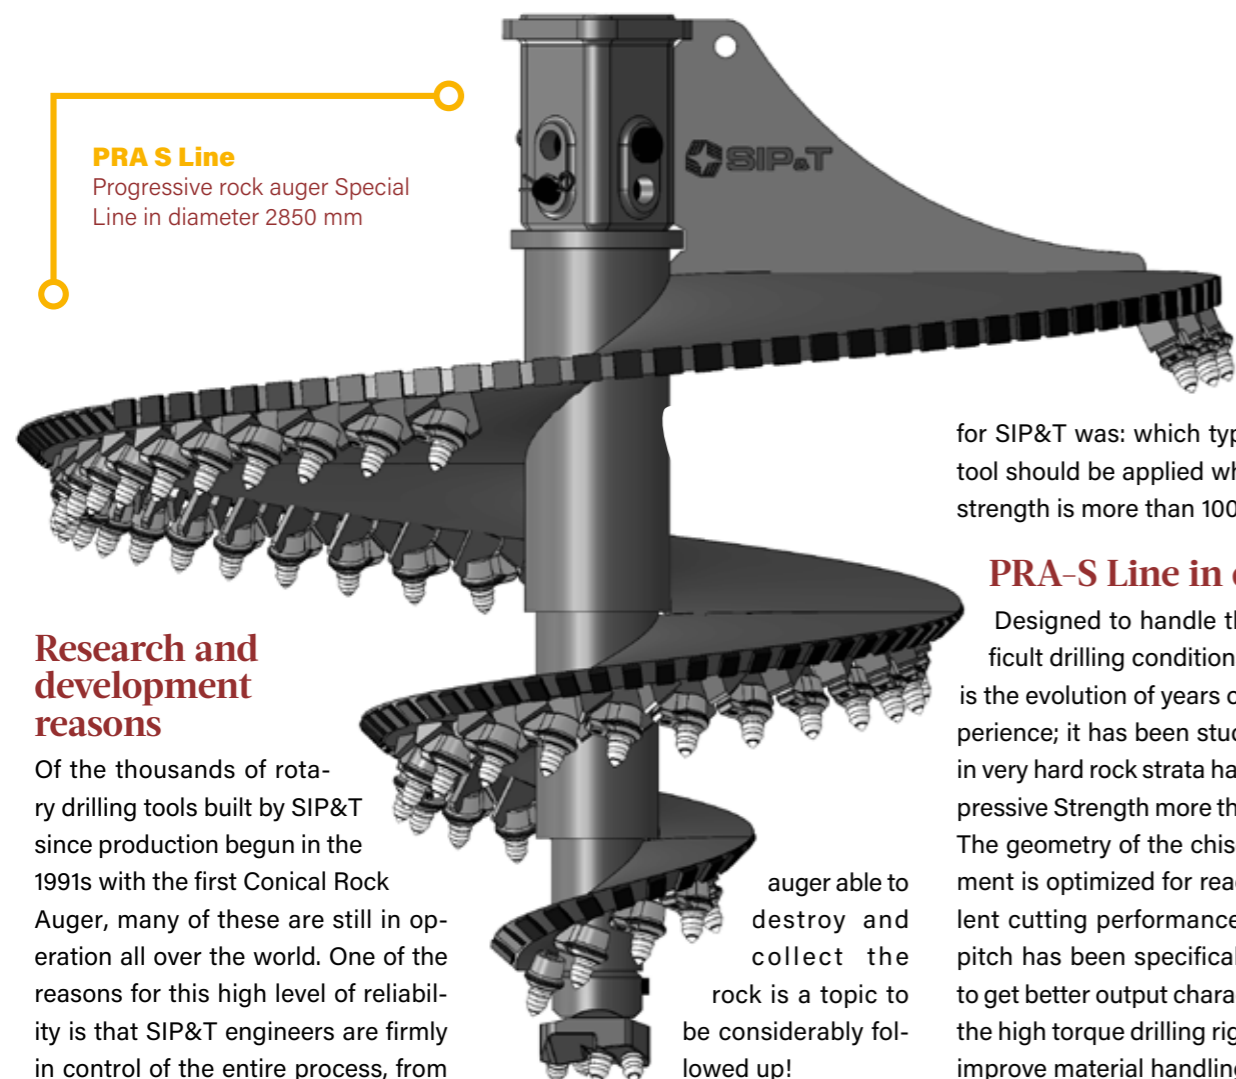 PRA S Line
Progressive rock auger Special
Line in diameter 2850 mm
SIP&T
Research and
development
reasons
Of the thousands of rota-
ry drilling tools built by SIP&T
since production begun in the
1991s with the first Conical Rock
Auger, many of these are still in op-
eration all over the world. One of the
reasons for this high level of reliabil-
ity is that SIP&T engineers are firmly
in control of the entire process, from
auger able to
destroy and
collect the
rock is a topic to
be considerably fol-
lowed up!
for SIP&T was: which typ
tool should be applied wh
strength is more than 100
PRA-S Line in
Designed to handle th
ficult drilling condition
is the evolution of years o
perience; it has been stud
in very hard rock strata ha
pressive Strength more th
The geometry of the chis
ment is optimized for read
lent cutting performance
pitch has been specifical
to get better output chara
the high torque drilling rig
improve material handling